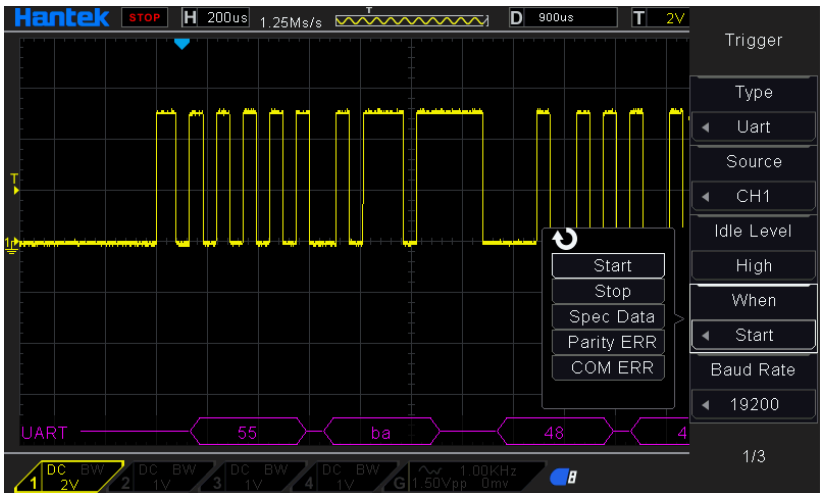 Hantek STOP H 200us 1.25Ms/s T D 900us T 2V
Trigger
Type
Uart
Source
CH1
Idle Level
High
When
Start
Baud Rate
19200
1/3
T
1
Start
Stop
Spec Data
Parity ERR
COM ERR
UART 55 ba 48 4
1 DC BW 2V
2 DC BW 1V
3 DC BW 1V
4 DC BW 1V
G 1.00KHz 1.50Vpp 0mv